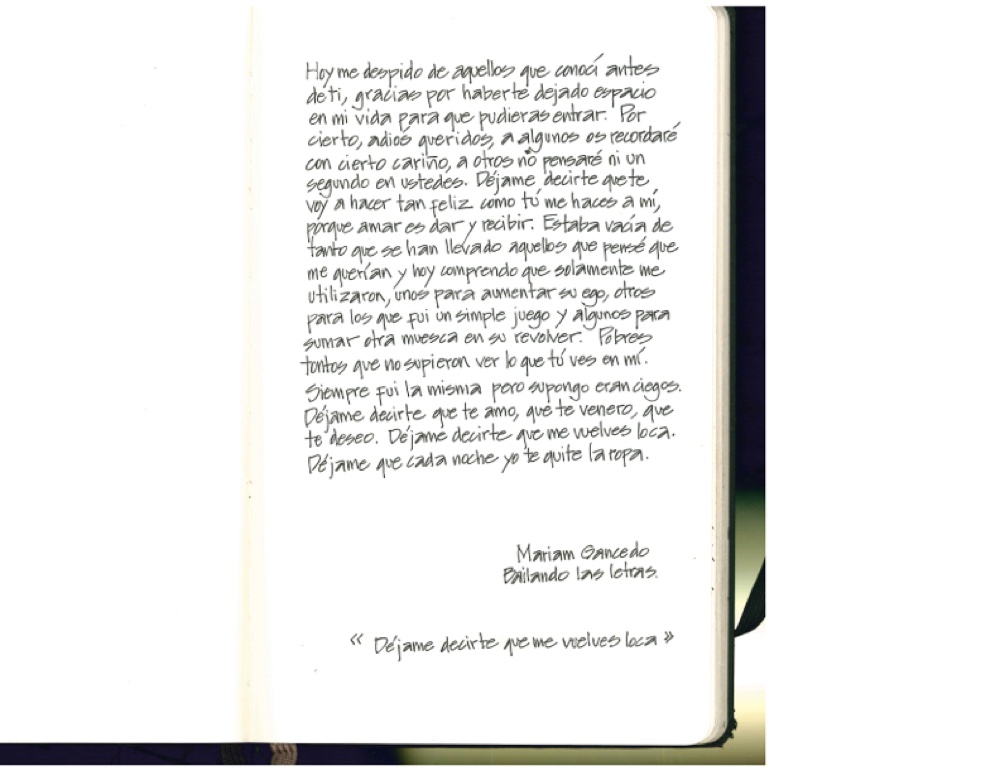 Hoy me despido de aquellos que conocí antes
de ti, gracias por haberte dejado espacio
en mi vida para que pudieras entrar. Por
cierto, adiós queridos, a algunos os recordaré
con cierto cariño, a otros no pensaré ni un
segundo en ustedes. Déjame decirte que te
voy a hacer tan feliz como tú me haces a mí,
porque amar es dar y recibir. Estaba vacía de
tanto que se han llevado aquellos que pensé que
me querían y hoy comprendo que solamente me
utilizaron, unos para aumentar su ego, otros
para los que fui un simple juego y algunos para
sumar otra muesca en su revolver. Pobres
tontos que no supieron ver lo que tú ves en mí.
Siempre fui la misma pero supongo eran ciegos.
Déjame decirte que te amo, que te venero, que
te deseo. Déjame decirte que me vuelves loca.
Déjame que cada noche yo te quite la ropa.
Mariam Gancedo
Bailando las letras.
« Déjame decirte que me vuelves loca »